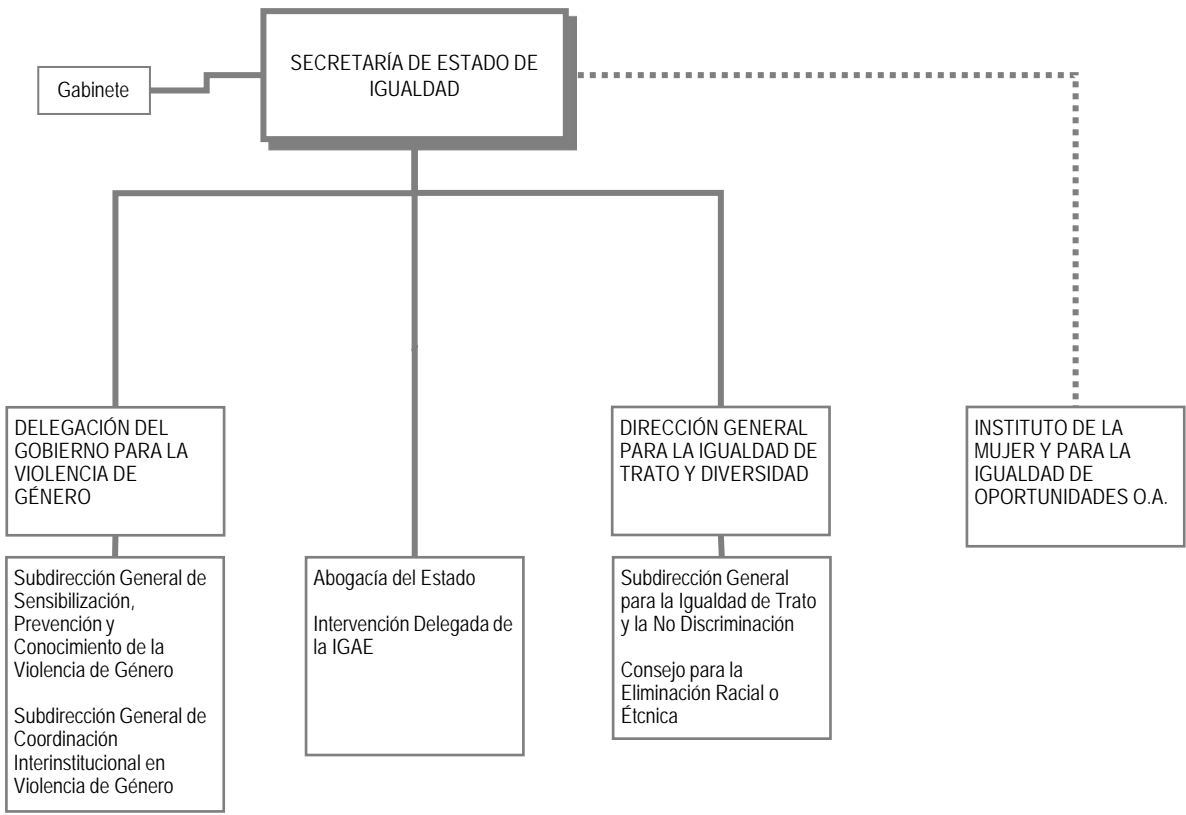 SECRETARÍA DE ESTADO DE
IGUALDAD
Gabinete
DELEGACIÓN DEL
GOBIERNO PARA LA
VIOLENCIA DE
GÉNERO
DIRECCIÓN GENERAL
PARA LA IGUALDAD DE
TRATO Y DIVERSIDAD
INSTITUTO DE LA
MUJER Y PARA LA
IGUALDAD DE
OPORTUNIDADES O.A.
Subdirección General de
Sensibilización,
Prevención y
Conocimiento de la
Violencia de Género
Subdirección General de
Coordinación
Interinstitucional en
Violencia de Género
Abogacía del Estado
Intervención Delegada de
la IGAE
Subdirección General
para la Igualdad de Trato
y la No Discriminación
Consejo para la
Eliminación Racial o
Étcnica